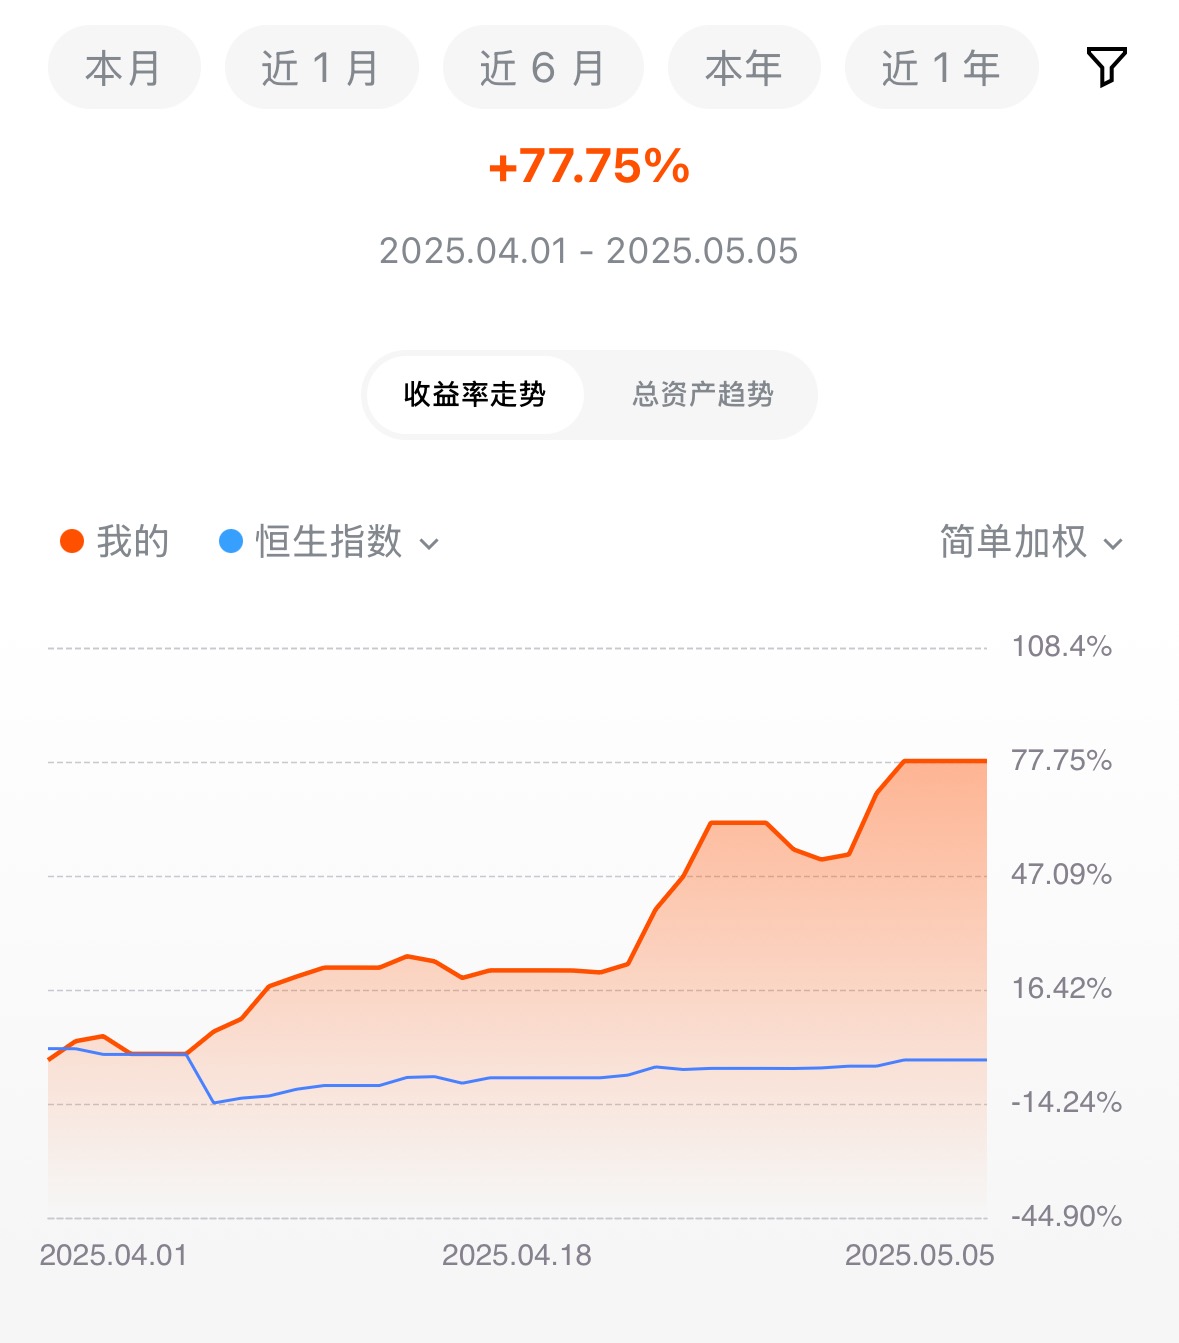 本月 近 1 月 近 6 月 本年 近 1 年
+77.75%
2025.04.01 - 2025.05.05
收益率走势 总资产趋势
我的 恒生指数 简单加权
108.4%
77.75%
47.09%
16.42%
-14.24%
-44.90%
2025.04.01 2025.04.18 2025.05.05